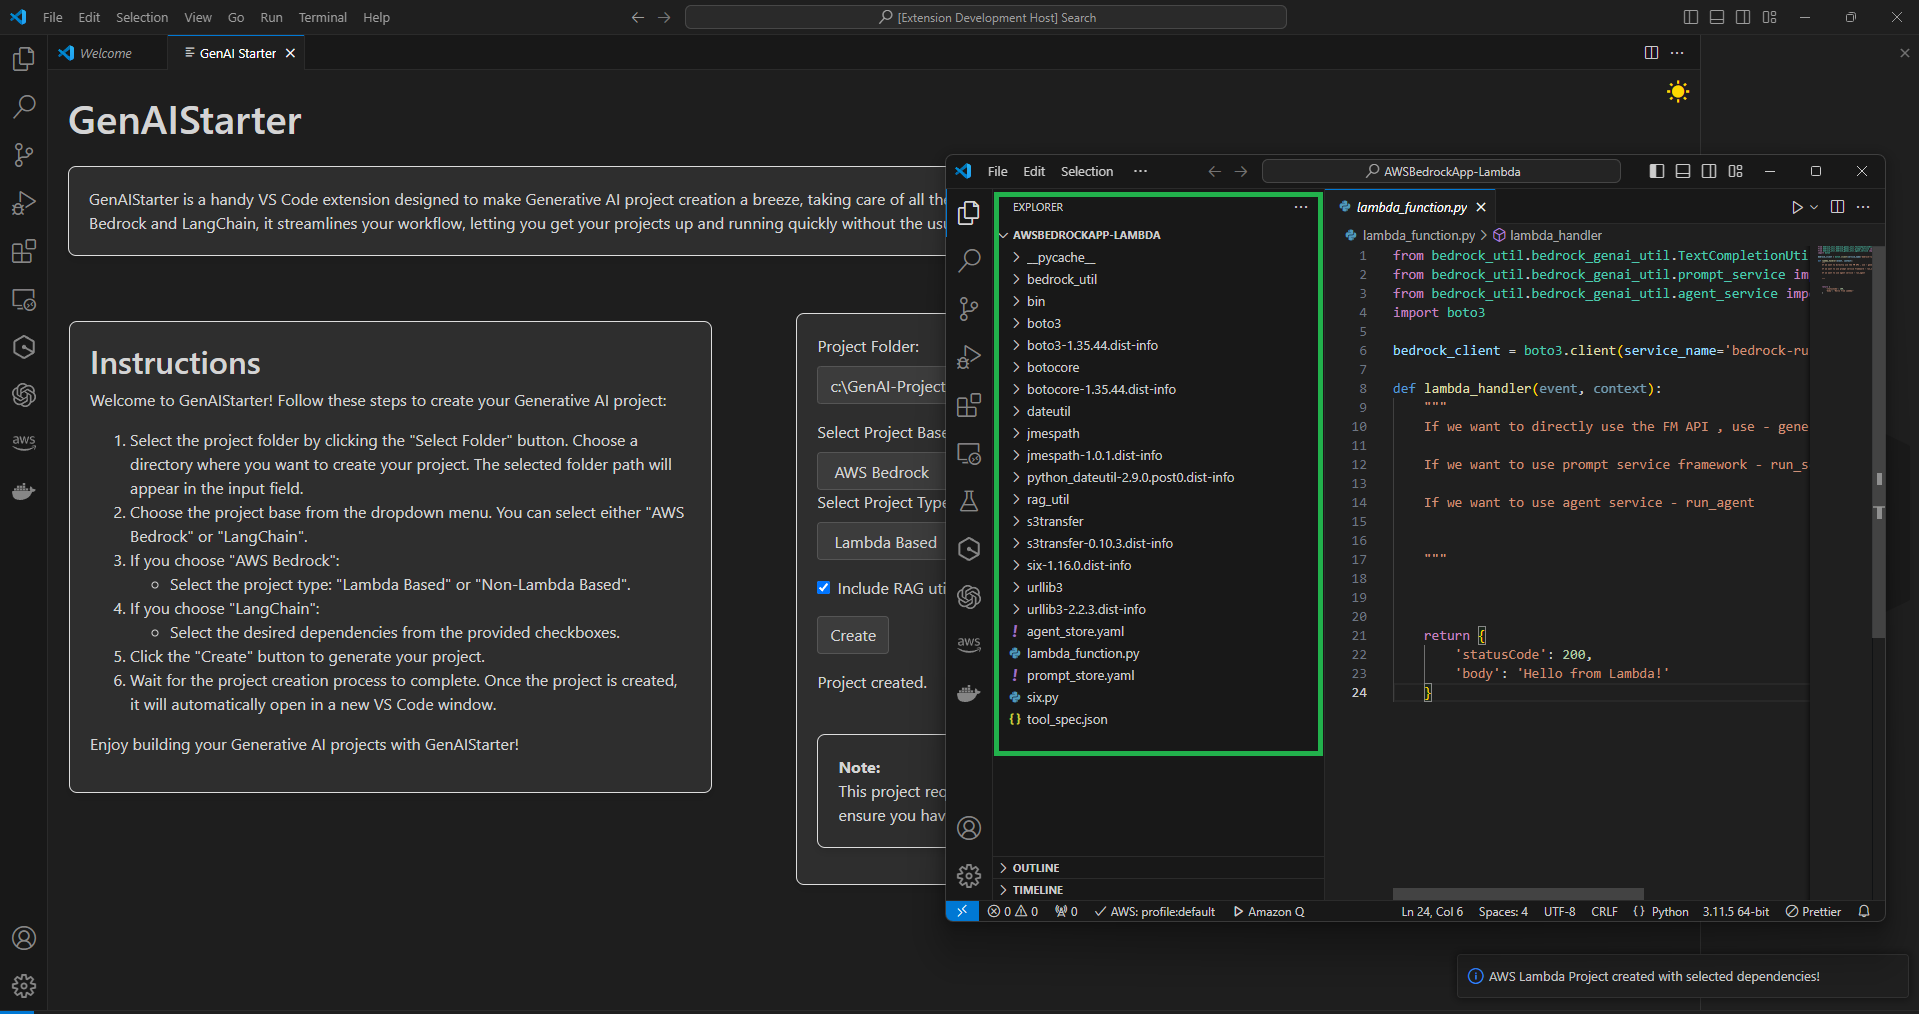 File Edit Selection View Go Run Terminal Help
[Extension Development Host] Search
Welcome
GenAI Starter
GenAIStarter
GenAIStarter is a handy VS Code extension designed to make Generative AI project creation a breeze, taking care of all the
Bedrock and LangChain, it streamlines your workflow, letting you get your projects up and running quickly without the
Instructions
Welcome to GenAIStarter! Follow these steps to create your Generative AI project:
1. Select the project folder by clicking the "Select Folder" button. Choose a
directory where you want to create your project. The selected folder path will
appear in the input field.
2. Choose the project base from the dropdown menu. You can select either "AWS
Bedrock" or "LangChain".
3. If you choose "AWS Bedrock":
Select the project type: "Lambda Based" or "Non-Lambda Based".
4. If you choose "LangChain":
Select the desired dependencies from the provided checkboxes.
5. Click the "Create" button to generate your project.
6. Wait for the project creation process to complete. Once the project is created,
it will automatically open in a new VS Code window.
Enjoy building your Generative AI projects with GenAIStarter!
aws
Project Folder:
c:\GenAI-Project
Select Project Base
AWS Bedrock
Select Project Type
Lambda Based
Include RAG
Create
Project created.
Note:
This project
ensure you
File Edit Selection ···
AWSBedrockApp-Lambda
aws
EXPLORER
AWSBEDROCKAPP-LAMBDA
__pycache__
bedrock_util
bin
boto3
boto3-1.35.44.dist-info
botocore
botocore-1.35.44.dist-info
dateutil
jmespath
jmespath-1.0.1.dist-info
python_dateutil-2.9.0.post0.dist-info
rag_util
s3transfer
s3transfer-0.10.3.dist-info
six-1.16.0.dist-info
urllib3
urllib3-2.2.3.dist-info
! agent_store.yaml
lambda_function.py
! prompt_store.yaml
six.py
{} tool_spec.json
OUTLINE
TIMELINE
lambda_function.py
lambda_function.py > lambda_handler
1 from bedrock_util.bedrock_genai_util.TextCompletionUti
2 from bedrock_util.bedrock_genai_util.prompt_service im
3 from bedrock_util.bedrock_genai_util.agent_service imp
4 import boto3
5
6 bedrock_client = boto3.client(service_name='bedrock-ru
7
8 def lambda_handler(event, context):
9 """
10 If we want to directly use the FM API , use - gene
11
12 If we want to use prompt service framework - run_s
13
14 If we want to use agent service - run_agent
15
16
17 """
18
19
20
21 return {
22 'statusCode': 200,
23 'body': 'Hello from Lambda!'
24 }
0 0 0 AWS: profile:default Amazon Q Ln 24, Col 6 Spaces: 4 UTF-8 CRLF {} Python 3.11.5 64-bit Prettier
AWS Lambda Project created with selected dependencies!